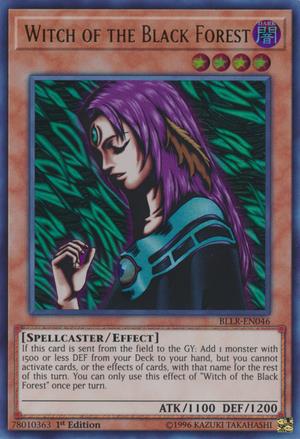 WITCH OF THE BLACK FOREST
DARK
闇
BLLR-EN046
[SPELLCASTER/EFFECT]
If this card is sent from the field to the GY: Add 1 monster with
1500 or less DEF from your Deck to your hand, but you cannot
activate cards, or the effects of cards, with that name for the rest
of this turn. You can only use this effect of "Witch of the Black
Forest" once per turn.
ATK/1100 DEF/1200
78010363 1st Edition ©1996 KAZUKI TAKAHASHI